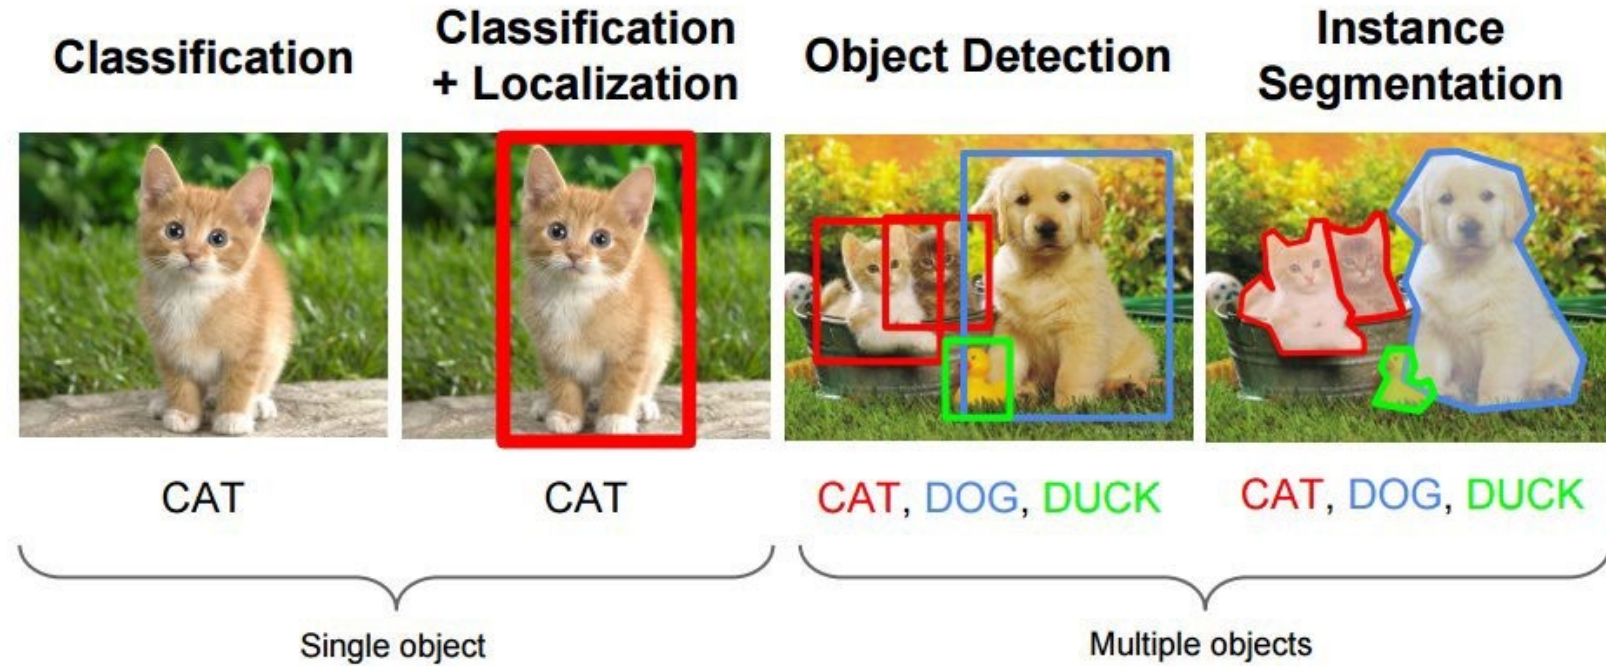 Classification
Classification
+ Localization
Object Detection
Instance
Segmentation
CAT
CAT
CAT, DOG, DUCK
CAT, DOG, DUCK
Single object
Multiple objects